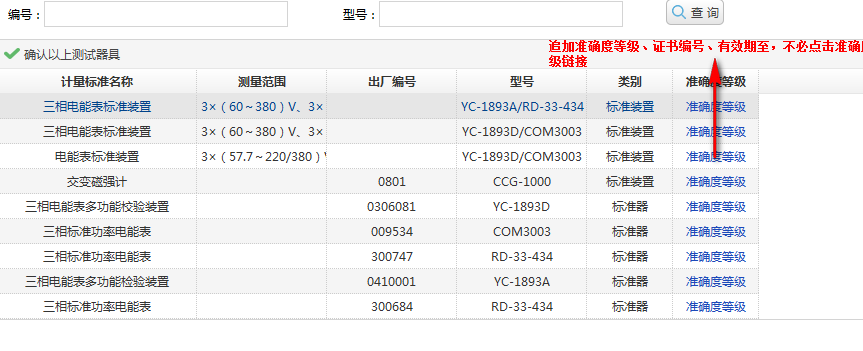 编号： 型号： 查 询
追加准确度等级、证书编号、有效期至，不必点击准确度
级链接
确认以上测试器具
计量标准名称 测量范围 出厂编号 型号 类别 准确度等级
三相电能表标准装置 3×（60～380）V、3× YC-1893A/RD-33-434 标准装置 准确度等级
三相电能表标准装置 3×（60～380）V、3× YC-1893D/COM3003 标准装置 准确度等级
电能表标准装置 3×（57.7～220/380）V YC-1893D/COM3003 标准装置 准确度等级
交变磁强计 0801 CCG-1000 标准装置 准确度等级
三相电能表多功能校验装置 0306081 YC-1893D 标准器 准确度等级
三相标准功率电能表 009534 COM3003 标准器 准确度等级
三相标准功率电能表 300747 RD-33-434 标准器 准确度等级
三相电能表多功能检验装置 0410001 YC-1893A 标准器 准确度等级
三相标准功率电能表 300684 RD-33-434 标准器 准确度等级